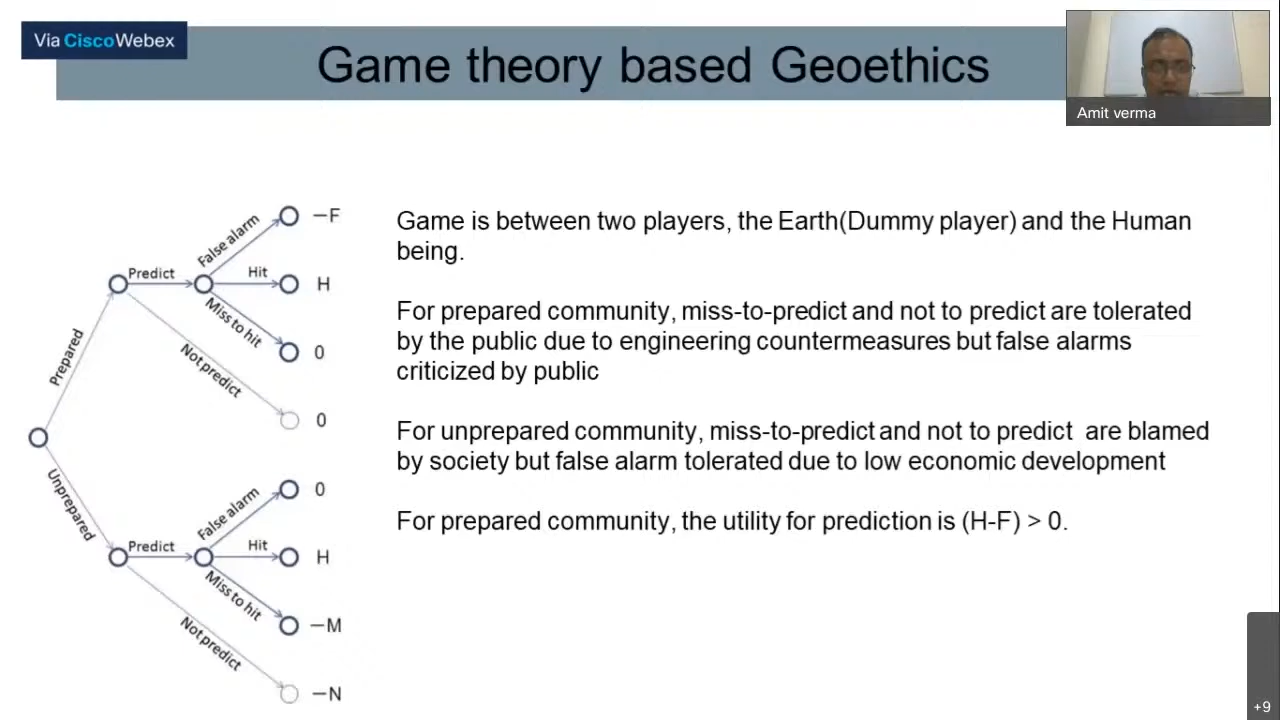 Via CiscoWebex
Game theory based Geoethics
Amit verma
False alarm
−F
Predict
Hit
H
Miss to hit
0
Prepared
Not predict
0
Game is between two players, the Earth(Dummy player) and the Human
being.
For prepared community, miss-to-predict and not to predict are tolerated
by the public due to engineering countermeasures but false alarms
criticized by public
For unprepared community, miss-to-predict and not to predict are blamed
by society but false alarm tolerated due to low economic development
For prepared community, the utility for prediction is (H-F) > 0.
Unprepared
False alarm
0
Predict
Hit
H
Miss to hit
−M
Not predict
−N
+9